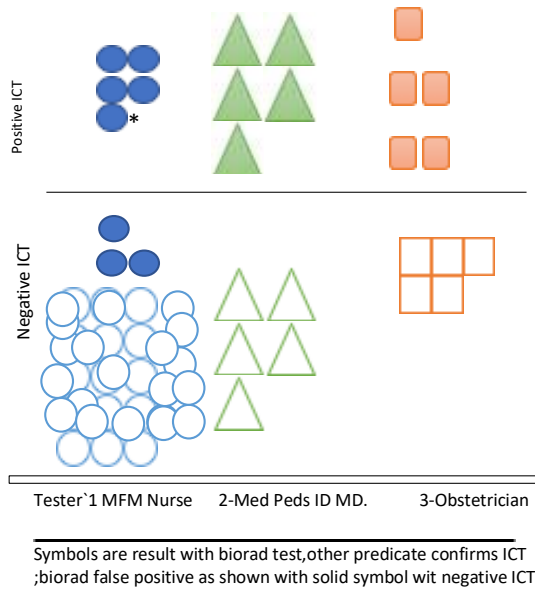 Positive ICT
*
Negative ICT
Tester`1 MFM Nurse 2-Med Peds ID MD. 3-Obstetrician
Symbols are result with biorad test,other predicate confirms ICT
;biorad false positive as shown with solid symbol wit negative ICT